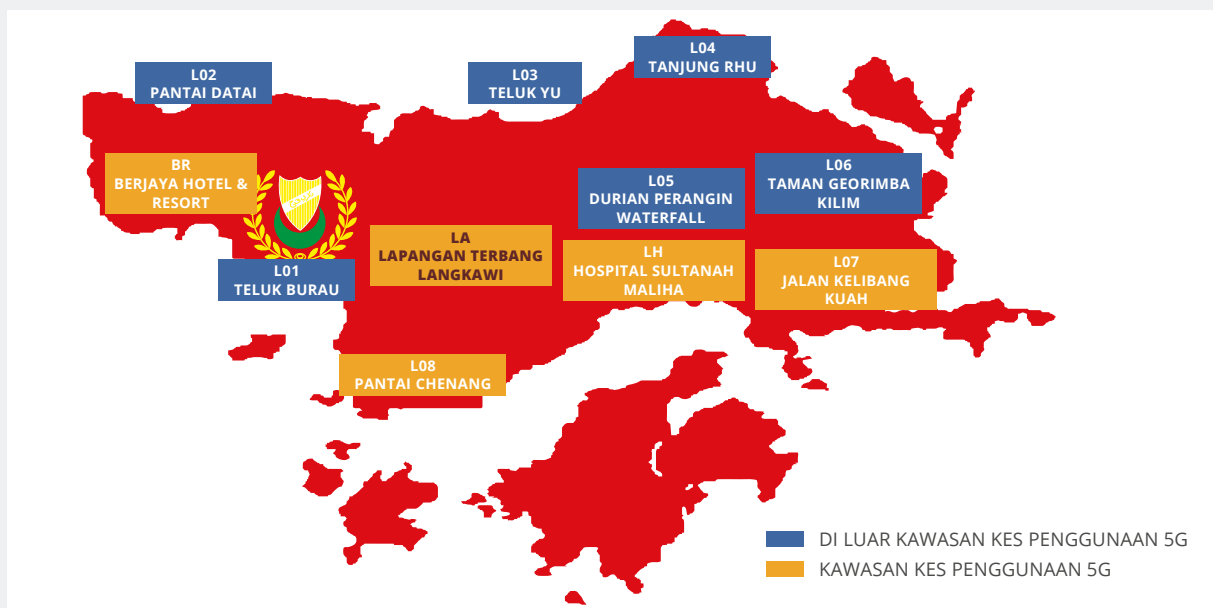 L04
TANJUNG RHU
L02
PANTAI DATAI
L03
TELUK YU
BR
BERJAYA HOTEL &
RESORT
L05
DURIAN PERANGIN
WATERFALL
L06
TAMAN GEORIMBA
KILIM
LA
LAPANGAN TERBANG
LANGKAWI
LH
HOSPITAL SULTANAH
MALIHA
L07
JALAN KELIBANG
KUAH
L01
TELUK BURAU
L08
PANTAI CHENANG
DI LUAR KAWASAN KES PENGGUNAAN 5G
KAWASAN KES PENGGUNAAN 5G